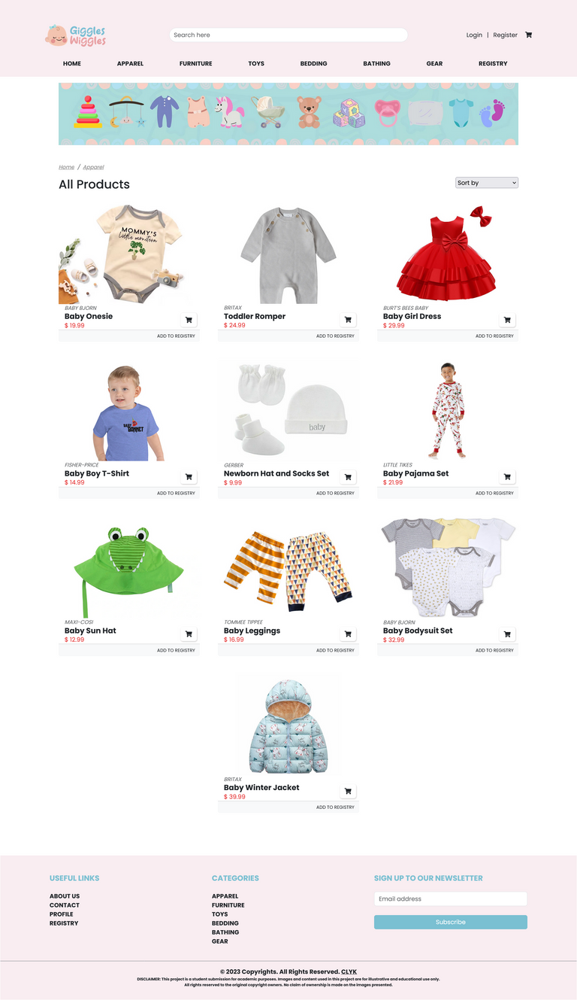 Giggles
Wiggles
Search here
Login | Register
HOME APPAREL FURNITURE TOYS BEDDING BATHING GEAR REGISTRY
Home / Apparel
All Products
Sort by
MOMMY'S
little monstera
BABY BJORN
Baby Onesie
$ 19.99
ADD TO REGISTRY
BRITAX
Toddler Romper
$ 24.99
ADD TO REGISTRY
BURT'S BEES BABY
Baby Girl Dress
$ 29.99
ADD TO REGISTRY
BABY
FISHER-PRICE
Baby Boy T-Shirt
$ 14.99
ADD TO REGISTRY
baby
GERBER
Newborn Hat and Socks Set
$ 9.99
ADD TO REGISTRY
LITTLE TIKES
Baby Pajama Set
$ 21.99
ADD TO REGISTRY
MAXI-COSI
Baby Sun Hat
$ 12.99
ADD TO REGISTRY
TOMMEE TIPPEE
Baby Leggings
$ 16.99
ADD TO REGISTRY
BABY BJORN
Baby Bodysuit Set
$ 32.99
ADD TO REGISTRY
BRITAX
Baby Winter Jacket
$ 39.99
ADD TO REGISTRY
USEFUL LINKS
ABOUT US
CONTACT
PROFILE
REGISTRY
CATEGORIES
APPAREL
FURNITURE
TOYS
BEDDING
BATHING
GEAR
SIGN UP TO OUR NEWSLETTER
Email address
Subscribe
© 2023 Copyrights. All Rights Reserved. CLYK
DISCLAIMER: This project is a student submission for academic purposes. Images and content used in this project are for illustrative and educational use only.
All rights reserved to the original copyright owners. No claim of ownership is made on the images presented.